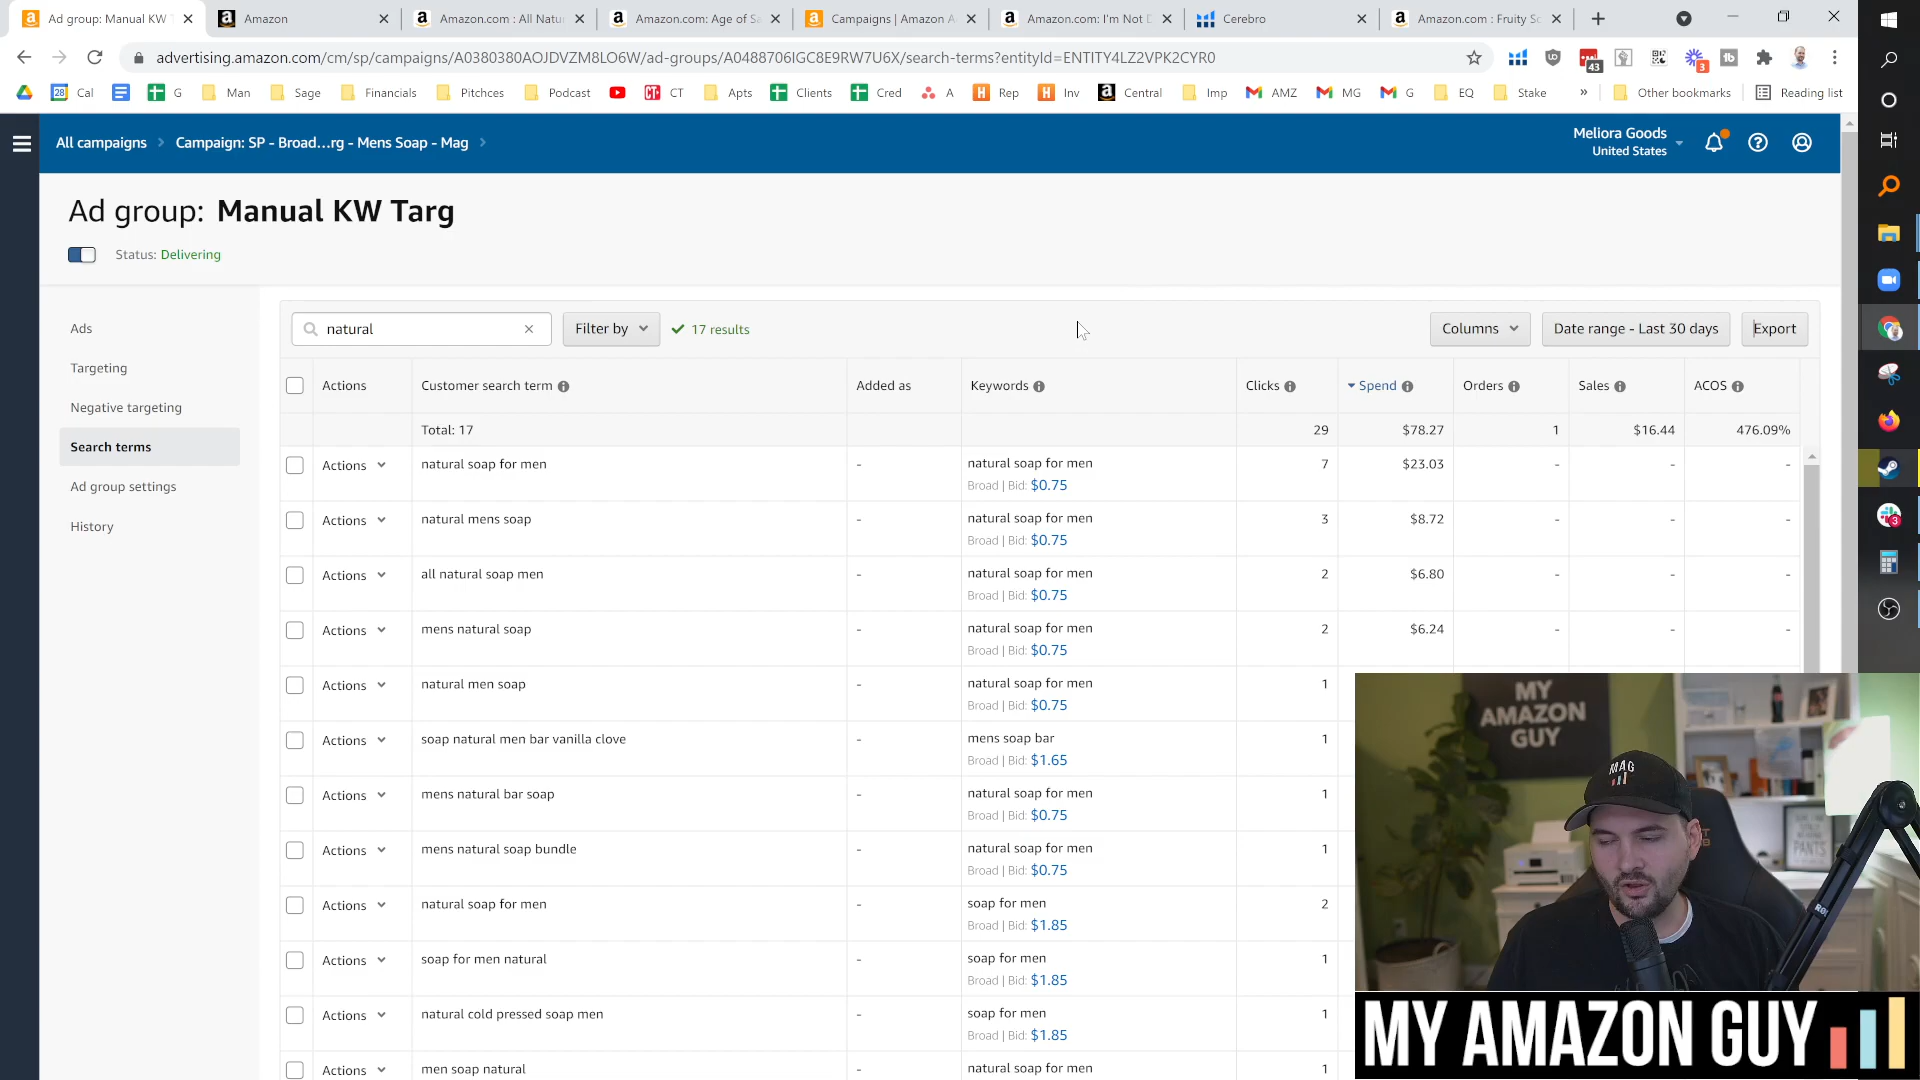 Ad group: Manual KW T
Amazon
Amazon.com : All Natu
Amazon.com: Age of Sa
Campaigns | Amazon A
Amazon.com: I'm Not D
Cerebro
Amazon.com : Fruity Sc
advertising.amazon.com/cm/sp/campaigns/A0380380AOJDVZM8LO6W/ad-groups/A0488706IGC8E9RW7U6X/search-terms?entityId=ENTITY4LZ2VPK2CYR0
43
3
28 Cal G Man Sage Financials Pitchces Podcast CT CT Apts Clients Cred A H Rep H Inv Central Imp AMZ MG G EQ Stake » Other bookmarks Reading list
All campaigns > Campaign: SP - Broad...rg - Mens Soap - Mag >
Meliora Goods
United States
Ad group: Manual KW Targ
Status: Delivering
Ads
Targeting
Negative targeting
Search terms
Ad group settings
History
natural
Filter by
17 results
Columns
Date range - Last 30 days
Export
Actions Customer search term Added as Keywords Clicks Spend Orders Sales ACOS
Total: 17 29 $78.27 1 $16.44 476.09%
Actions natural soap for men - natural soap for men 7 $23.03 - - -
Broad | Bid: $0.75
Actions natural mens soap - natural soap for men 3 $8.72 - - -
Broad | Bid: $0.75
Actions all natural soap men - natural soap for men 2 $6.80 - - -
Broad | Bid: $0.75
Actions mens natural soap - natural soap for men 2 $6.24 - - -
Broad | Bid: $0.75
Actions natural men soap - natural soap for men 1
Broad | Bid: $0.75
Actions soap natural men bar vanilla clove - mens soap bar 1
Broad | Bid: $1.65
Actions mens natural bar soap - natural soap for men 1
Broad | Bid: $0.75
Actions mens natural soap bundle - natural soap for men 1
Broad | Bid: $0.75
Actions natural soap for men - soap for men 2
Broad | Bid: $1.85
Actions soap for men natural - soap for men 1
Broad | Bid: $1.85
Actions natural cold pressed soap men - soap for men 1
Broad | Bid: $1.85
Actions men soap natural - natural soap for men 1
MY
AMAZON
GUY
MAG
PANTS
MY AMAZON GUY